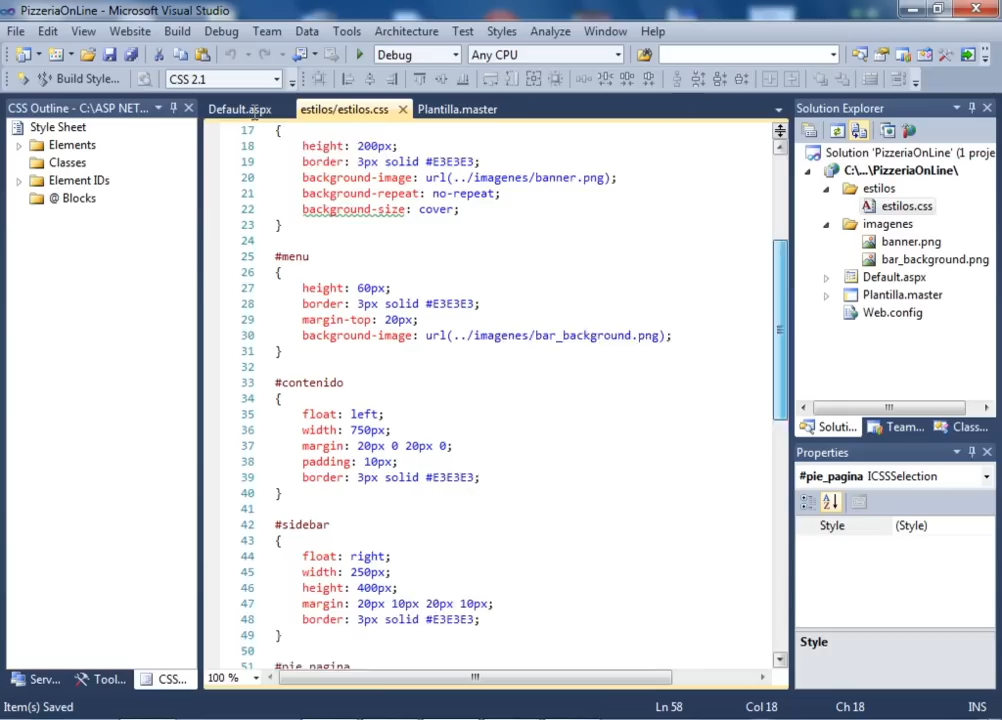 PizzeriaOnLine - Microsoft Visual Studio
File Edit View Website Build Debug Team Data Tools Architecture Test Styles Analyze Window Help
Debug Any CPU
Build Style... CSS 2.1
CSS Outline - C:\ASP NET...
Style Sheet
Elements
Classes
Element IDs
@ Blocks
Serv... Tool... CSS...
Default.aspx estilos/estilos.css Plantilla.master
17 {
18 height: 200px;
19 border: 3px solid #E3E3E3;
20 background-image: url(../imagenes/banner.png);
21 background-repeat: no-repeat;
22 background-size: cover;
23 }
24
25 #menu
26 {
27 height: 60px;
28 border: 3px solid #E3E3E3;
29 margin-top: 20px;
30 background-image: url(../imagenes/bar_background.png);
31 }
32
33 #contenido
34 {
35 float: left;
36 width: 750px;
37 margin: 20px 0 20px 0;
38 padding: 10px;
39 border: 3px solid #E3E3E3;
40 }
41
42 #sidebar
43 {
44 float: right;
45 width: 250px;
46 height: 400px;
47 margin: 20px 10px 20px 10px;
48 border: 3px solid #E3E3E3;
49 }
50
51 #pie_pagina
100 %
Solution Explorer
Solution 'PizzeriaOnLine' (1 proje
C:\...\PizzeriaOnLine\
estilos
estilos.css
imagenes
banner.png
bar_background.png
Default.aspx
Plantilla.master
Web.config
Soluti... Team... Class...
Properties
#pie_pagina ICSSSelection
Style (Style)
Style
Item(s) Saved Ln 58 Col 18 Ch 18 INS